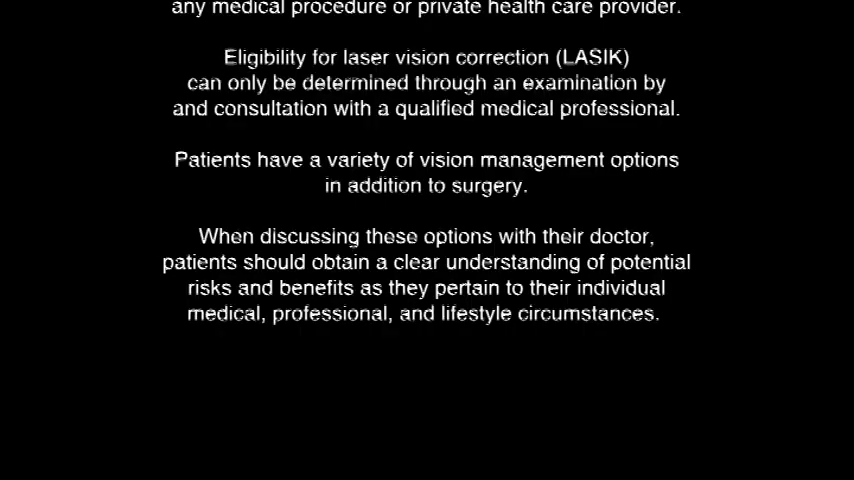 any medical procedure or private health care provider.
Eligibility for laser vision correction (LASIK)
can only be determined through an examination by
and consultation with a qualified medical professional.
Patients have a variety of vision management options
in addition to surgery.
When discussing these options with their doctor,
patients should obtain a clear understanding of potential
risks and benefits as they pertain to their individual
medical, professional, and lifestyle circumstances.